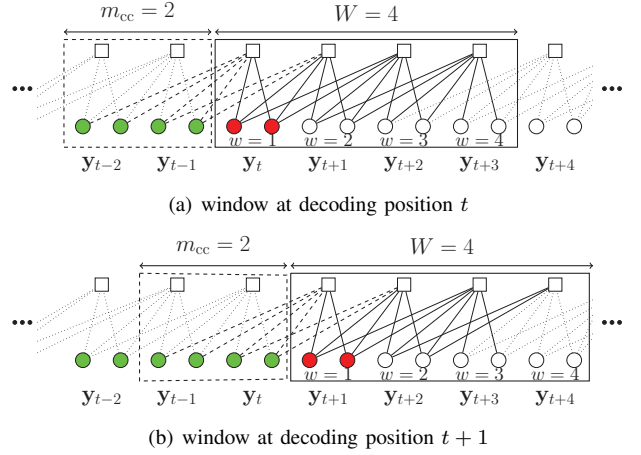 m_cc = 2 W = 4
••• •••
w = 1 w = 2 w = 3 w = 4
y_{t−2} y_{t−1} y_t y_{t+1} y_{t+2} y_{t+3} y_{t+4}
(a) window at decoding position t
m_cc = 2 W = 4
••• •••
w = 1 w = 2 w = 3 w = 4
y_{t−2} y_{t−1} y_t y_{t+1} y_{t+2} y_{t+3} y_{t+4}
(b) window at decoding position t + 1